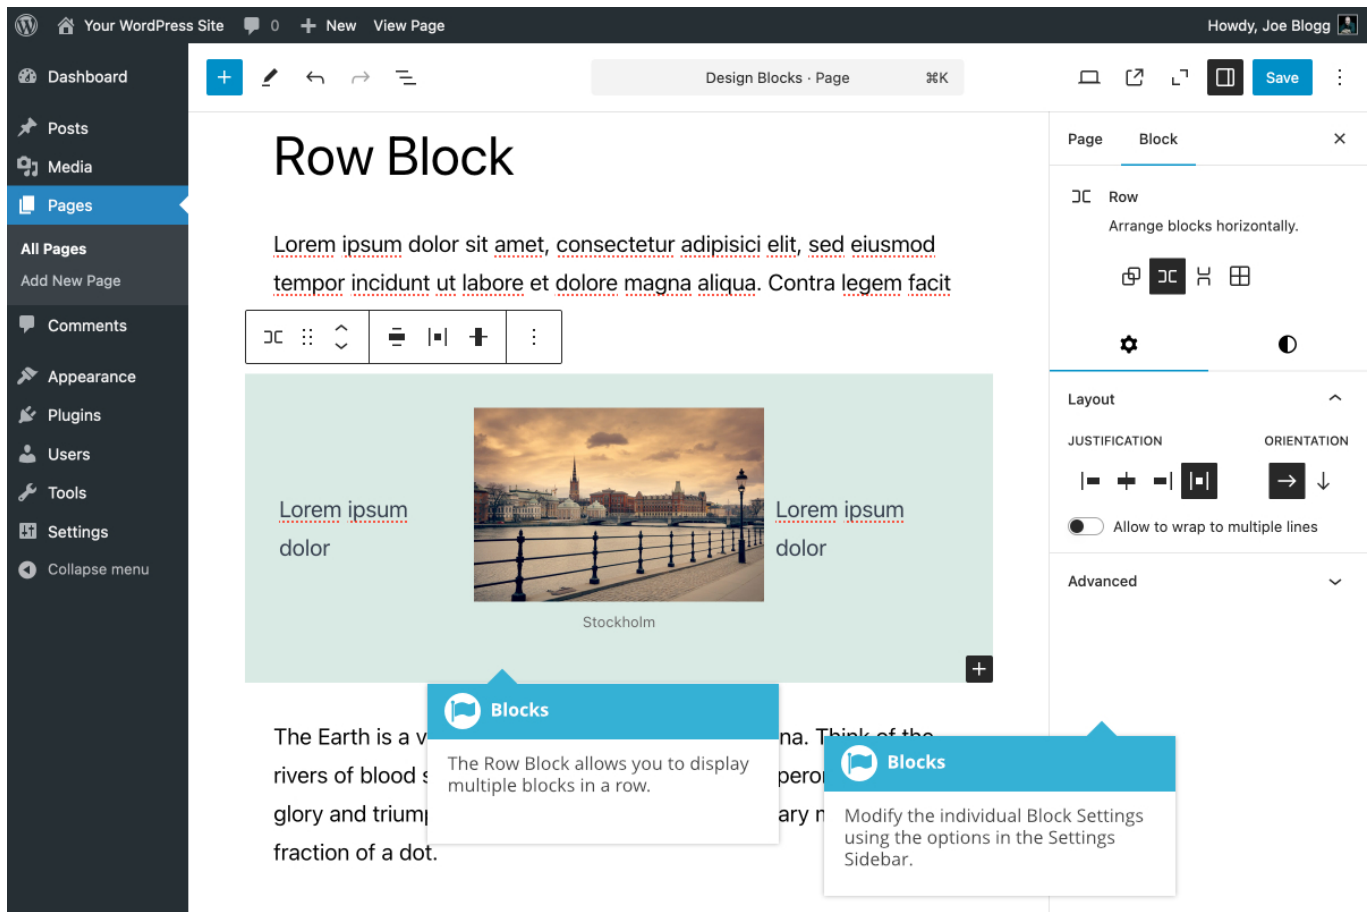 Your WordPress Site 0 New View Page Howdy, Joe Blogg
Dashboard
Posts
Media
Pages
All Pages
Add New Page
Comments
Appearance
Plugins
Users
Tools
Settings
Collapse menu
Design Blocks · Page ⌘K
Save
Row Block
Lorem ipsum dolor sit amet, consectetur adipisici elit, sed eiusmod
tempor incidunt ut labore et dolore magna aliqua. Contra legem facit
Lorem ipsum
dolor
Stockholm
Lorem ipsum
dolor
The Earth is a v na. Think of the
rivers of blood s
glory and trium ary
fraction of a dot.
Blocks
The Row Block allows you to display
multiple blocks in a row.
Page Block
Row
Arrange blocks horizontally.
Layout
JUSTIFICATION ORIENTATION
Allow to wrap to multiple lines
Advanced
Blocks
Modify the individual Block Settings
using the options in the Settings
Sidebar.